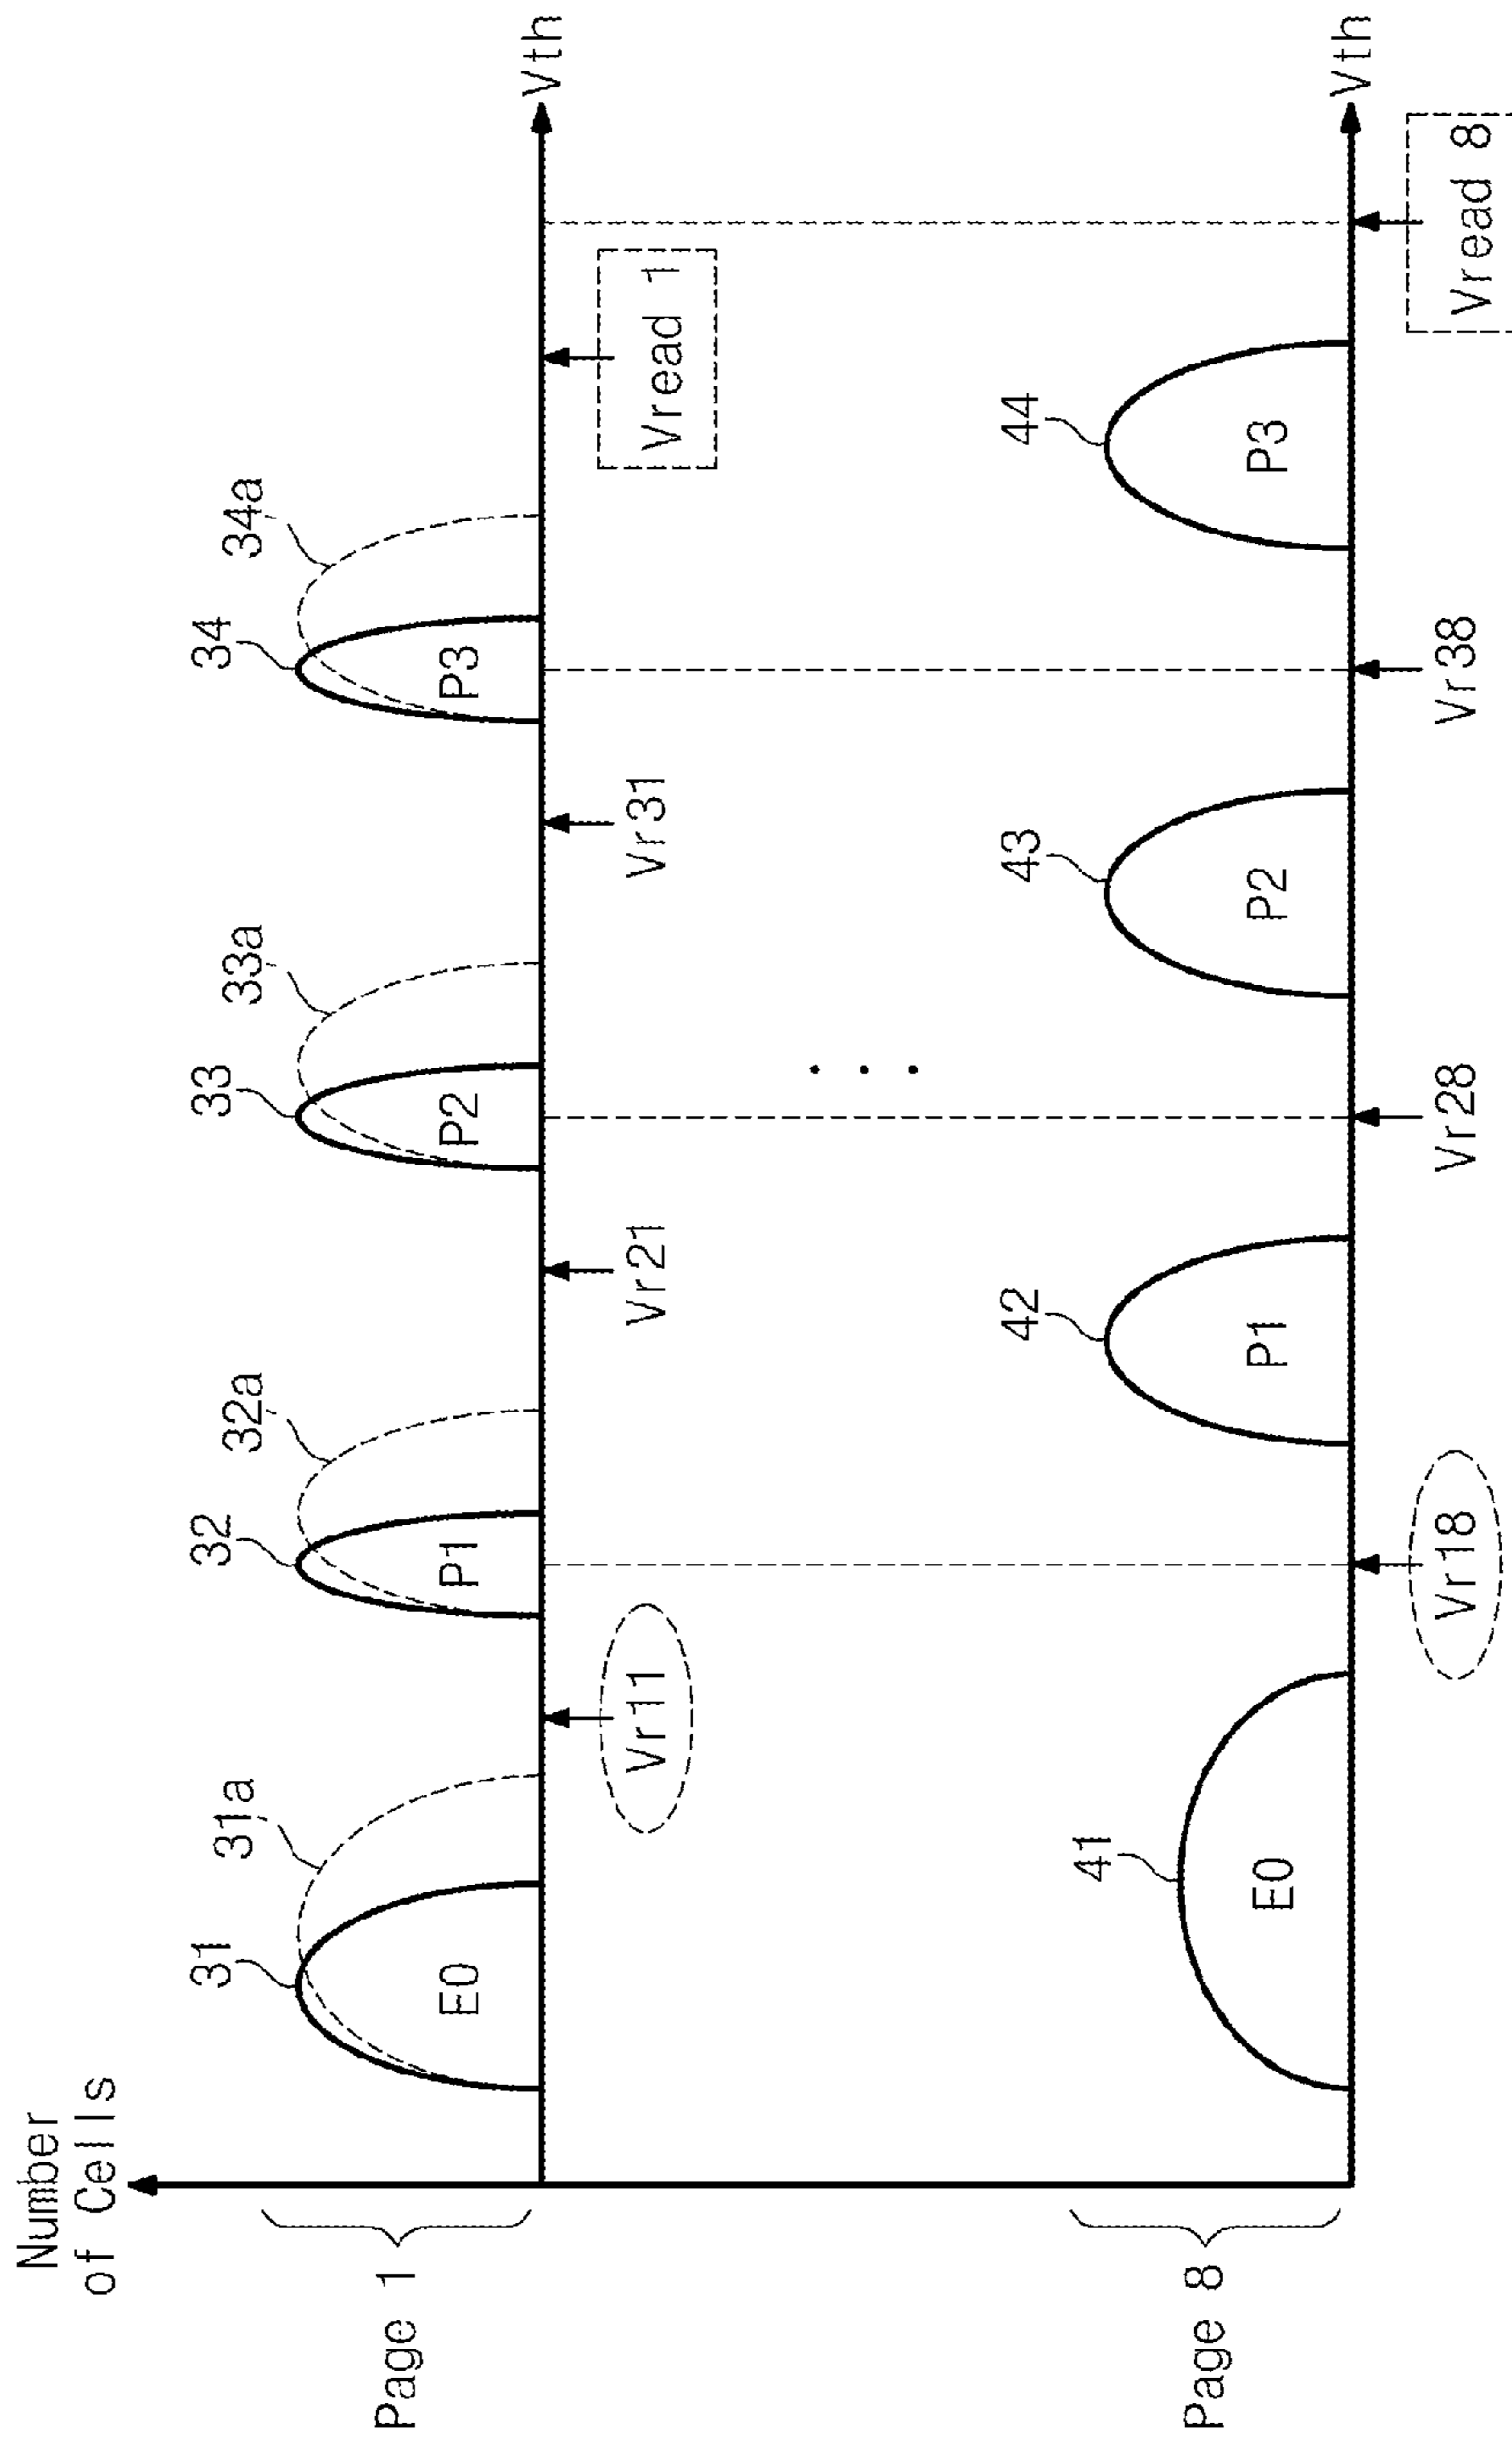 Number
of Cells
Page 1
31
31a
32
32a
33
33a
34
34a
E0
P1
P2
P3
Vth
Vr11
Vr21
Vr31
Vread 1
. . .
Page 8
41
42
43
44
E0
P1
P2
P3
Vth
Vr18
Vr28
Vr38
Vread 8